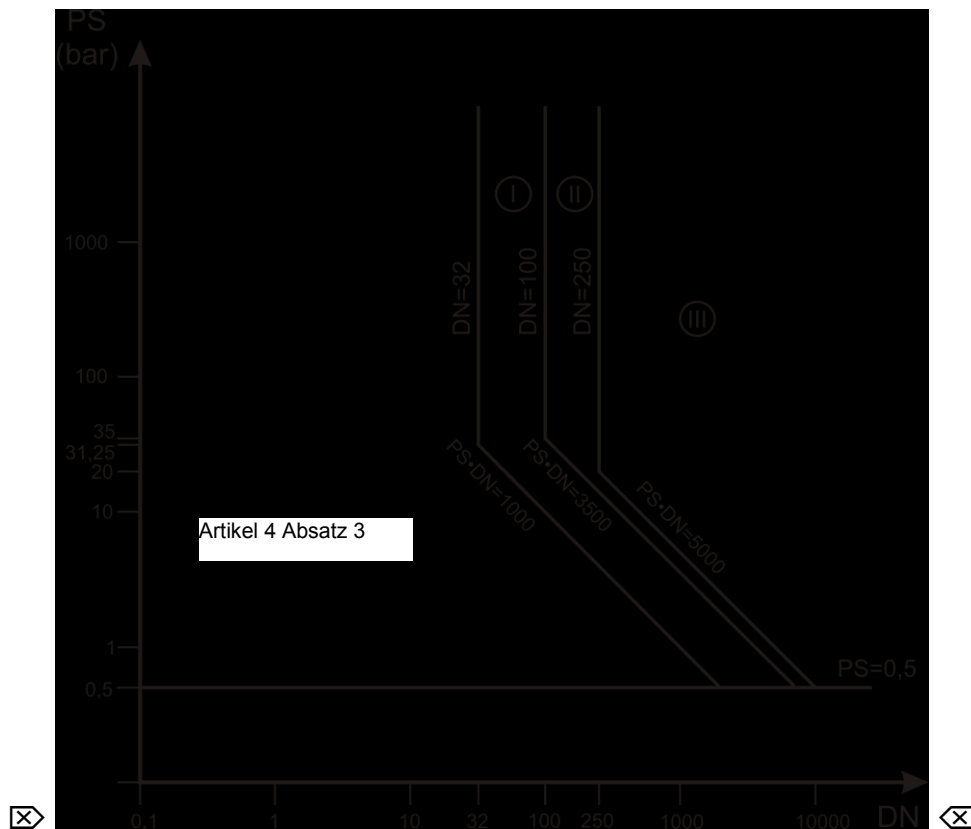 PS
(bar)
I
II
1000
DN=32
DN=100
DN=250
III
100
35
31,25
20
PS·DN=1000
PS·DN=3500
PS·DN=5000
10
Artikel 4 Absatz 3
1
PS=0,5
0,5
0,1
1
10
32
100
250
1000
10000
DN